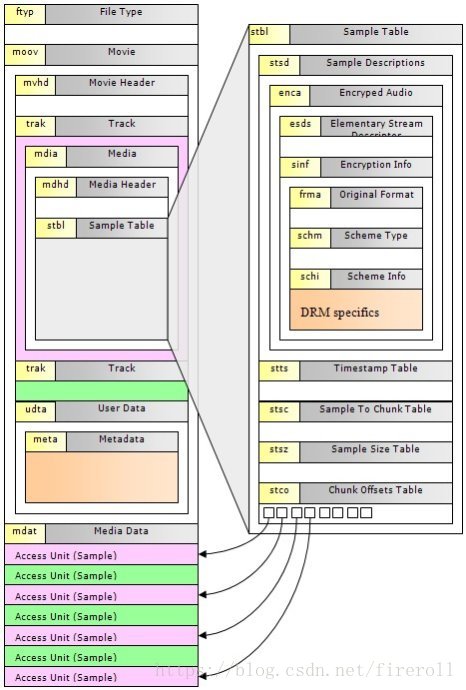 ftyp File Type
moov Movie
mvhd Movie Header
trak Track
mdia Media
mdhd Media Header
stbl Sample Table
trak Track
udta User Data
meta Metadata
mdat Media Data
Access Unit (Sample)
Access Unit (Sample)
Access Unit (Sample)
Access Unit (Sample)
Access Unit (Sample)
Access Unit (Sample)
Access Unit (Sample)
stbl Sample Table
stsd Sample Descriptions
enca Encryped Audio
esds Elementary Stream
Descriptor
sinf Encryption Info
frma Original Format
schm Scheme Type
schi Scheme Info
DRM specifics
stts Timestamp Table
stsc Sample To Chunk Table
stsz Sample Size Table
stco Chunk Offsets Table
https://blog.csdn.net/fireroll